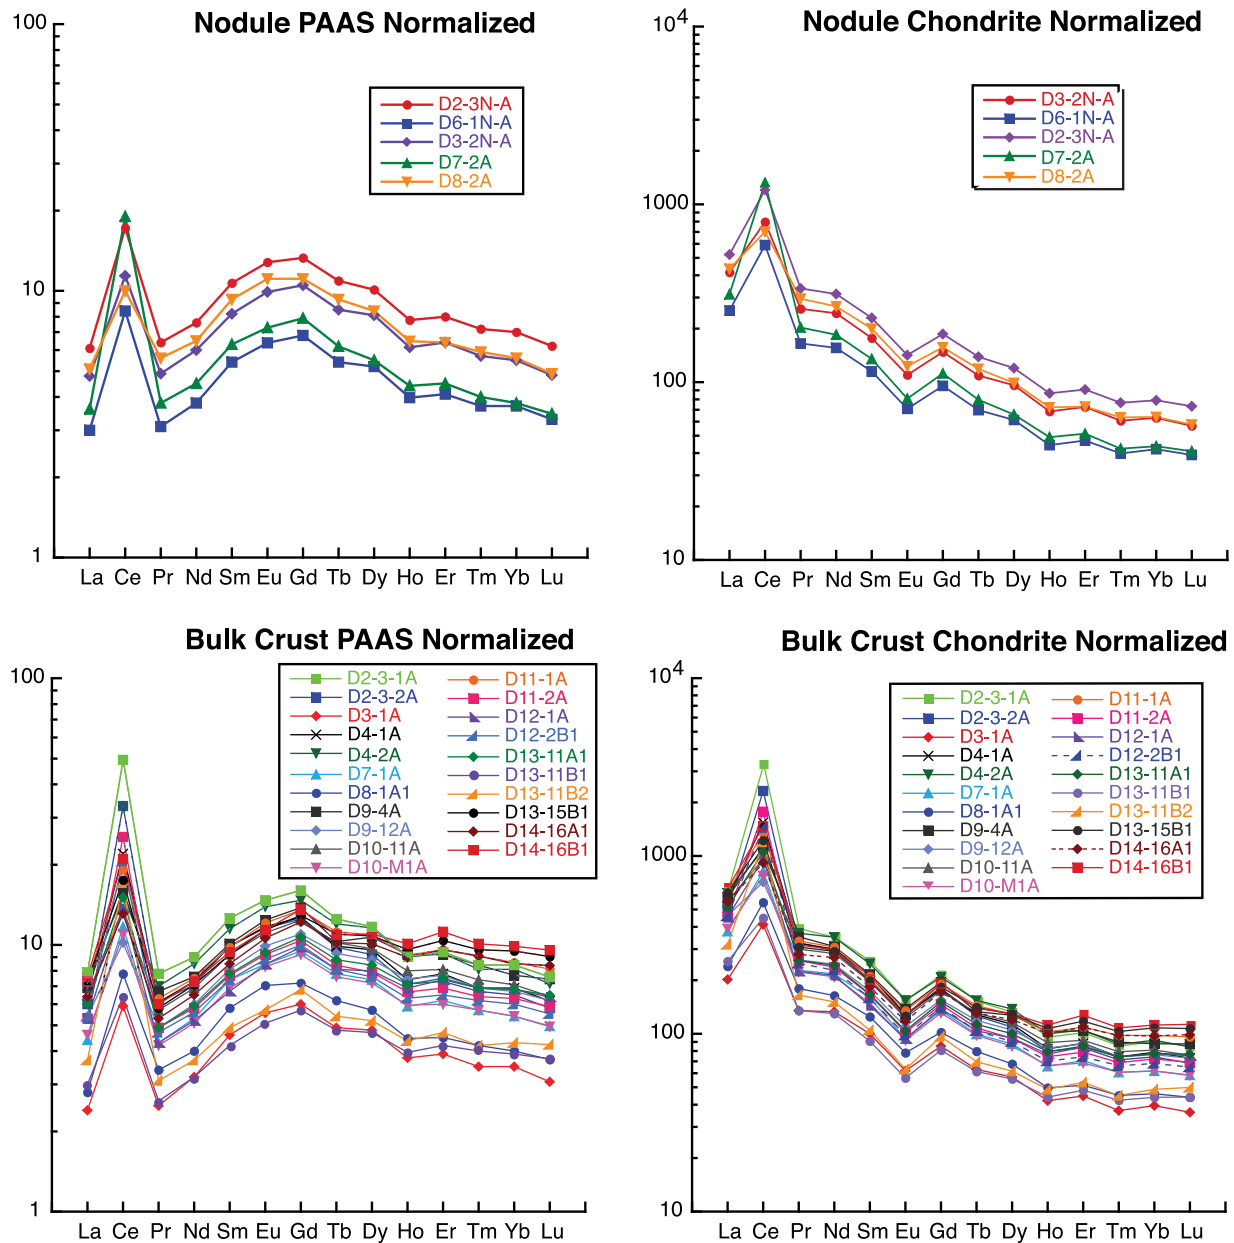 Nodule PAAS Normalized
100
10
1
D2-3N-A
D6-1N-A
D3-2N-A
D7-2A
D8-2A
La Ce Pr Nd Sm Eu Gd Tb Dy Ho Er Tm Yb Lu
Nodule Chondrite Normalized
10⁴
1000
100
10
D3-2N-A
D6-1N-A
D2-3N-A
D7-2A
D8-2A
La Ce Pr Nd Sm Eu Gd Tb Dy Ho Er Tm Yb Lu
Bulk Crust PAAS Normalized
100
10
1
D2-3-1A D11-1A
D2-3-2A D11-2A
D3-1A D12-1A
D4-1A D12-2B1
D4-2A D13-11A1
D7-1A D13-11B1
D8-1A1 D13-11B2
D9-4A D13-15B1
D9-12A D14-16A1
D10-11A D14-16B1
D10-M1A
La Ce Pr Nd Sm Eu Gd Tb Dy Ho Er Tm Yb Lu
Bulk Crust Chondrite Normalized
10⁴
1000
100
10
D2-3-1A D11-1A
D2-3-2A D11-2A
D3-1A D12-1A
D4-1A D12-2B1
D4-2A D13-11A1
D7-1A D13-11B1
D8-1A1 D13-11B2
D9-4A D13-15B1
D9-12A D14-16A1
D10-11A D14-16B1
D10-M1A
La Ce Pr Nd Sm Eu Gd Tb Dy Ho Er Tm Yb Lu